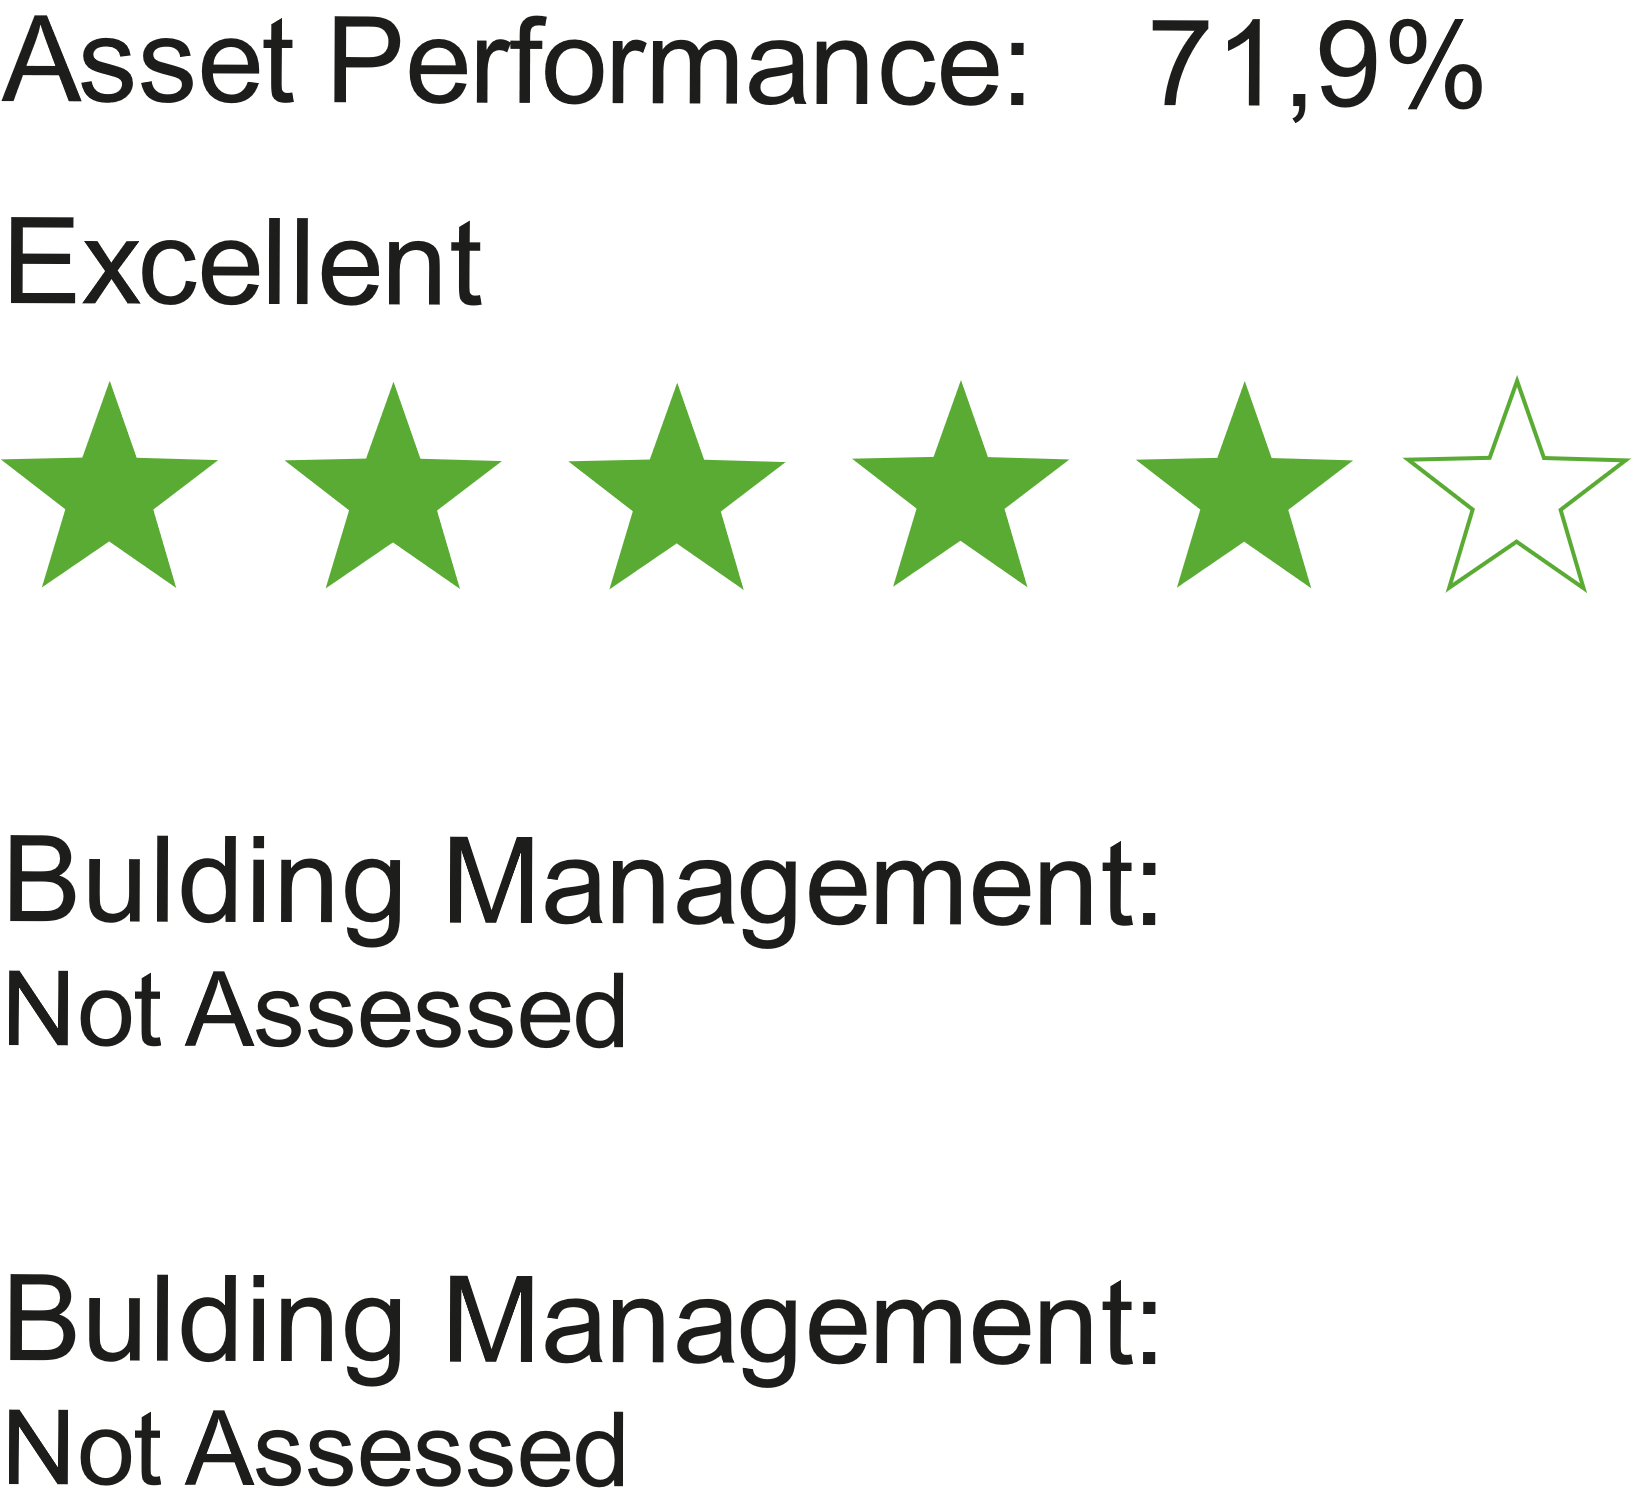 Asset Performance: 71,9%
Excellent
Bulding Management:
Not Assessed
Bulding Management:
Not Assessed